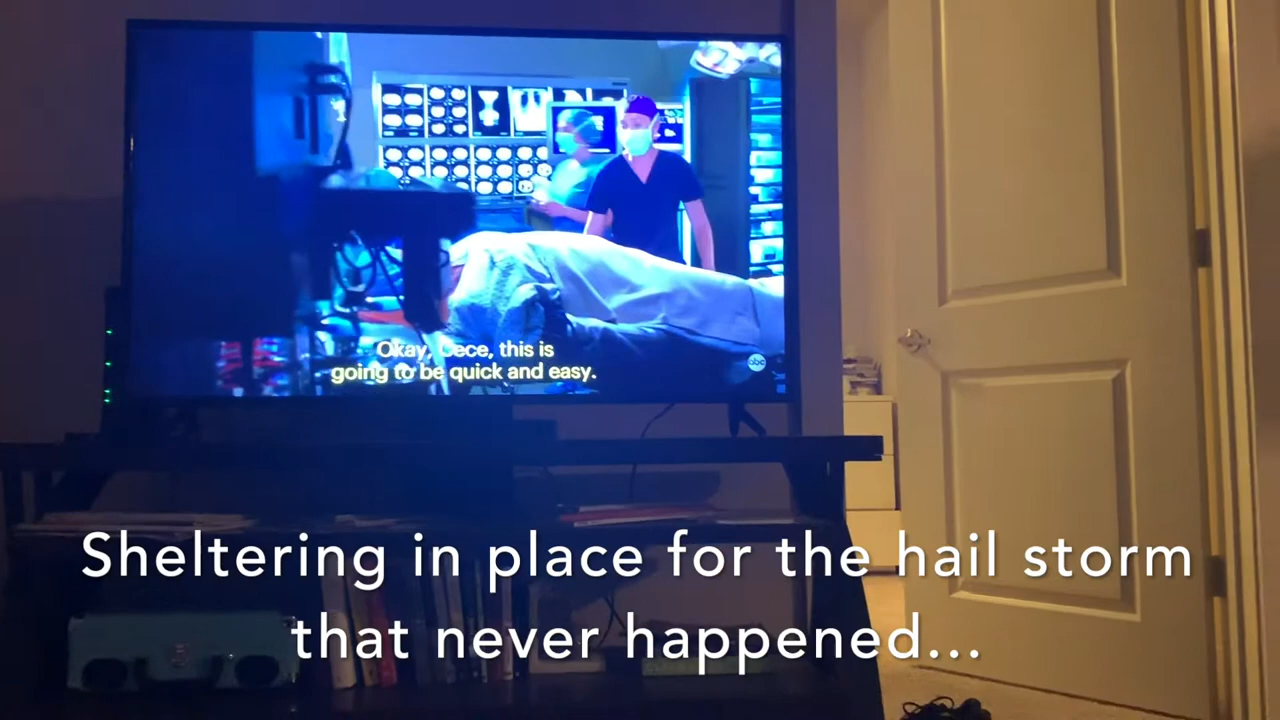 Okay, Cece, this is
going to be quick and easy.
abc
Sheltering in place for the hail storm
that never happened...